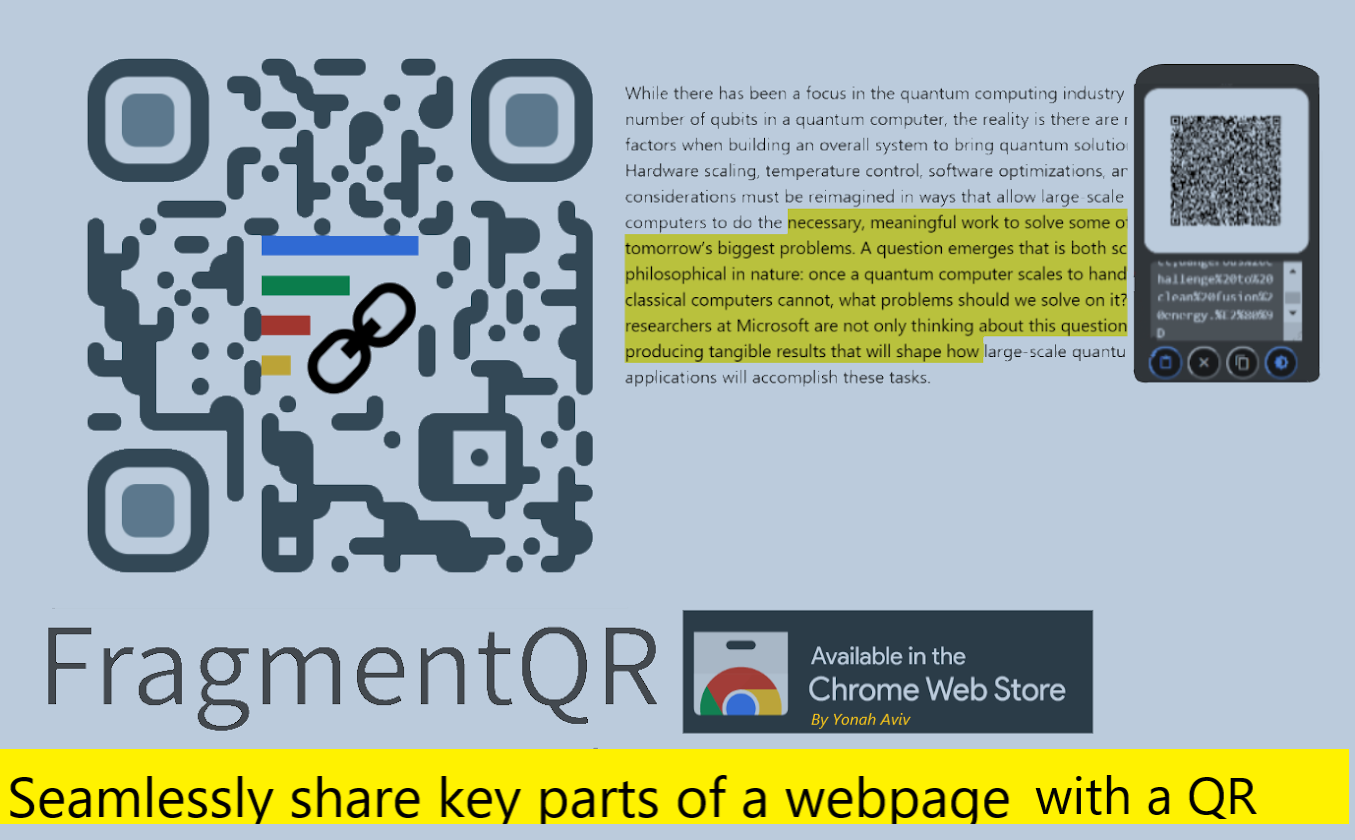 While there has been a focus in the quantum computing industry
number of qubits in a quantum computer, the reality is there are
factors when building an overall system to bring quantum solutio
Hardware scaling, temperature control, software optimizations, an
considerations must be reimagined in ways that allow large-scale
computers to do the necessary, meaningful work to solve some of
tomorrow’s biggest problems. A question emerges that is both sc
philosophical in nature: once a quantum computer scales to hand
classical computers cannot, what problems should we solve on it?
researchers at Microsoft are not only thinking about this question
producing tangible results that will shape how large-scale quantu
applications will accomplish these tasks.
hallenge%20to%20
clean%20fusion%2
0energy.%E2%80%9
D
FragmentQR
Available in the
Chrome Web Store
By Yonah Aviv
Seamlessly share key parts of a webpage with a QR